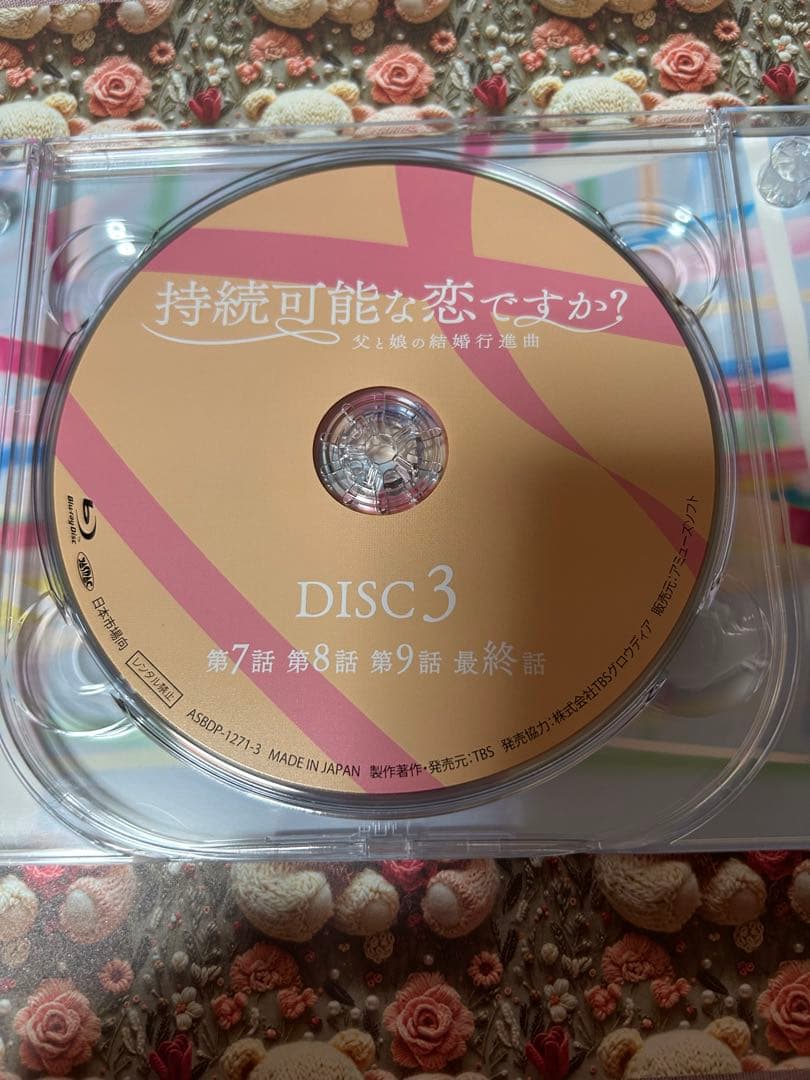 持続可能な恋ですか?
父と娘の結婚行進曲
DISC 3
第7話 第8話 第9話 最終話
Blu-ray Disc
JASRAC
日本市場向
レンタル禁止
ASBDP-1271-3 MADE IN JAPAN 製作著作・発売元:TBS 発売協力:株式会社TBSグロウディア 販売元:アミューズソフト